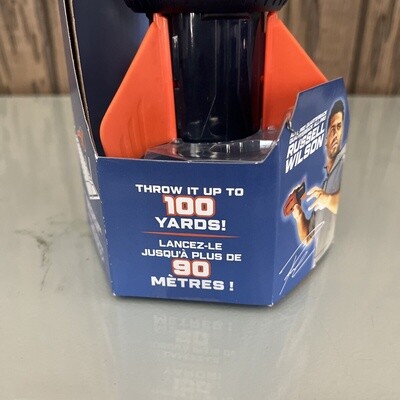 THROW IT UP TO
100
YARDS!
LANCEZ-LE
JUSQU'À PLUS DE
90
MÈTRES !
RUSSELL
WILSON